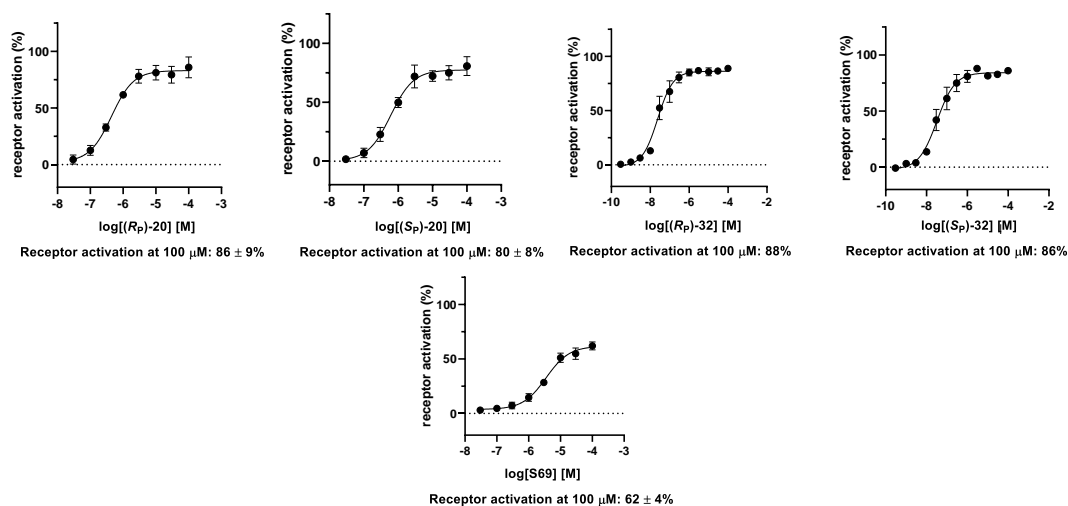 receptor activation (%)
100
50
0
-8 -7 -6 -5 -4 -3
log[(RP)-20] [M]
Receptor activation at 100 μM: 86 ± 9%
receptor activation (%)
100
50
0
-8 -7 -6 -5 -4 -3
log[(SP)-20] [M]
Receptor activation at 100 μM: 80 ± 8%
receptor activation (%)
100
50
0
-10 -8 -6 -4 -2
log[(RP)-32] [M]
Receptor activation at 100 μM: 88%
receptor activation (%)
100
50
0
-10 -8 -6 -4 -2
log[(SP)-32] [M]
Receptor activation at 100 μM: 86%
receptor activation (%)
100
50
0
-8 -7 -6 -5 -4 -3
log[S69] [M]
Receptor activation at 100 μM: 62 ± 4%